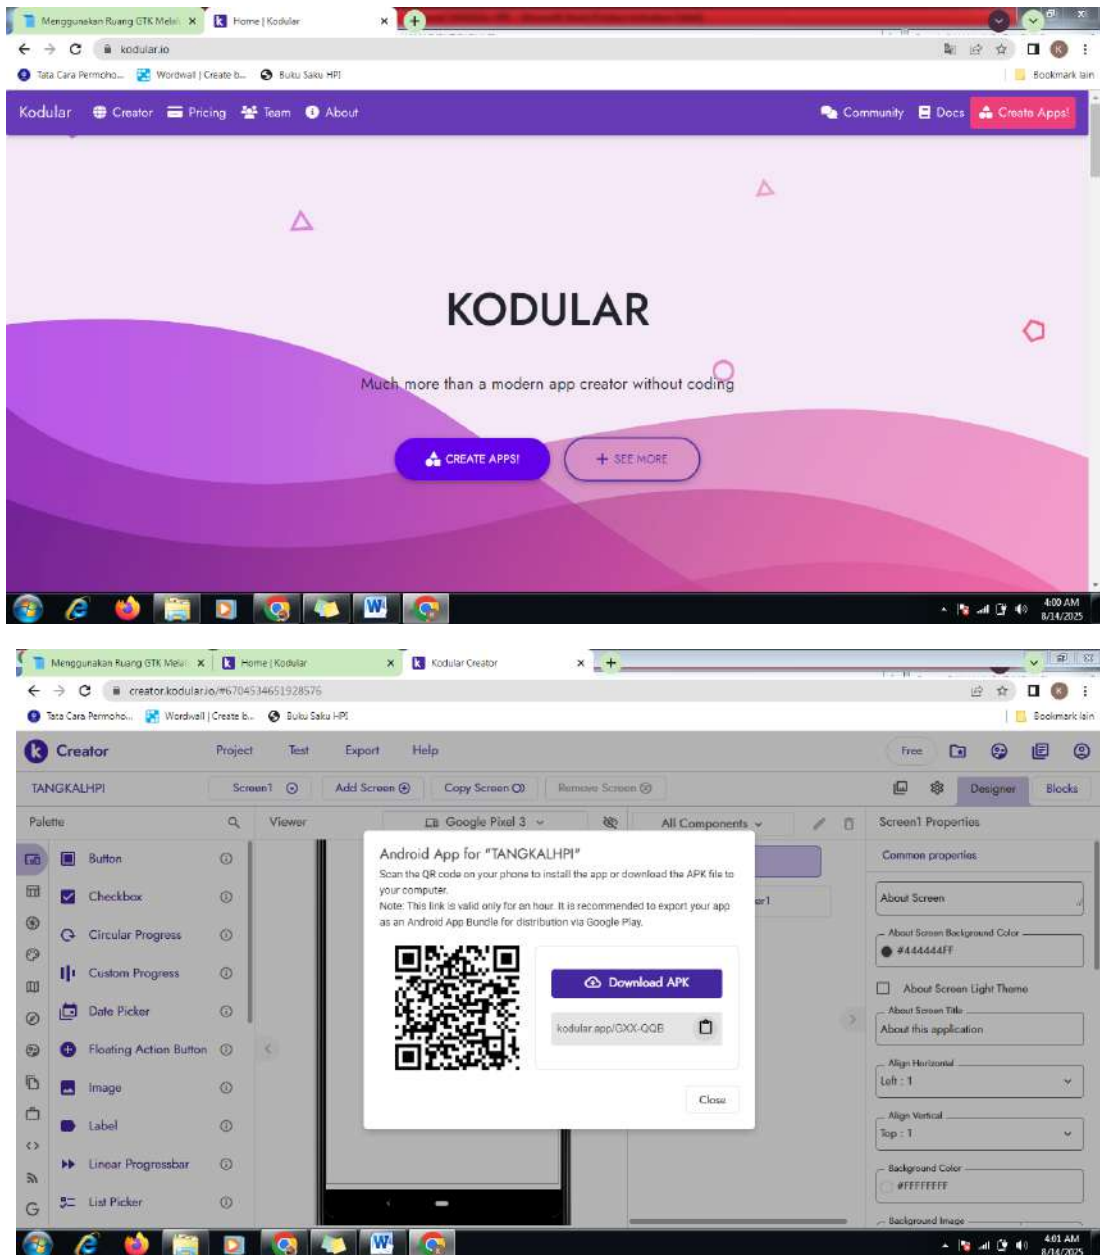 Menggunakan Ruang GTK Melal
Home | Kodular
kodular.io
Tata Cara Permoho...
Wordwall | Create b...
Buku Saku HPI
Bookmark lain
Kodular
Creator
Pricing
Team
About
Community
Docs
Create Apps!
KODULAR
Much more than a modern app creator without coding
CREATE APPS!
+ SEE MORE
4:00 AM
8/14/2025
Menggunakan Ruang GTK Melal
Home | Kodular
Kodular Creator
creator.kodular.io/#6704534651928576
Tata Cara Permoho...
Wordwall | Create b...
Buku Saku HPI
Bookmark lain
Creator
Project
Test
Export
Help
Free
TANGKALHPI
Screen1
Add Screen
Copy Screen
Remove Screen
Designer
Blocks
Palette
Viewer
Google Pixel 3
All Components
Screen1 Properties
Button
Checkbox
Circular Progress
Custom Progress
Date Picker
Floating Action Button
Image
Label
Linear Progressbar
List Picker
Android App for "TANGKALHPI"
Scan the QR code on your phone to install the app or download the APK file to
your computer.
Note: This link is valid only for an hour. It is recommended to export your app
as an Android App Bundle for distribution via Google Play.
Download APK
kodular.app/GXX-QQB
Close
er1
Common properties
About Screen
About Screen Background Color
#444444FF
About Screen Light Theme
About Screen Title
About this application
Align Horizontal
Left : 1
Align Vertical
Top : 1
Background Color
#FFFFFFFF
Background Image
4:01 AM
8/14/2025